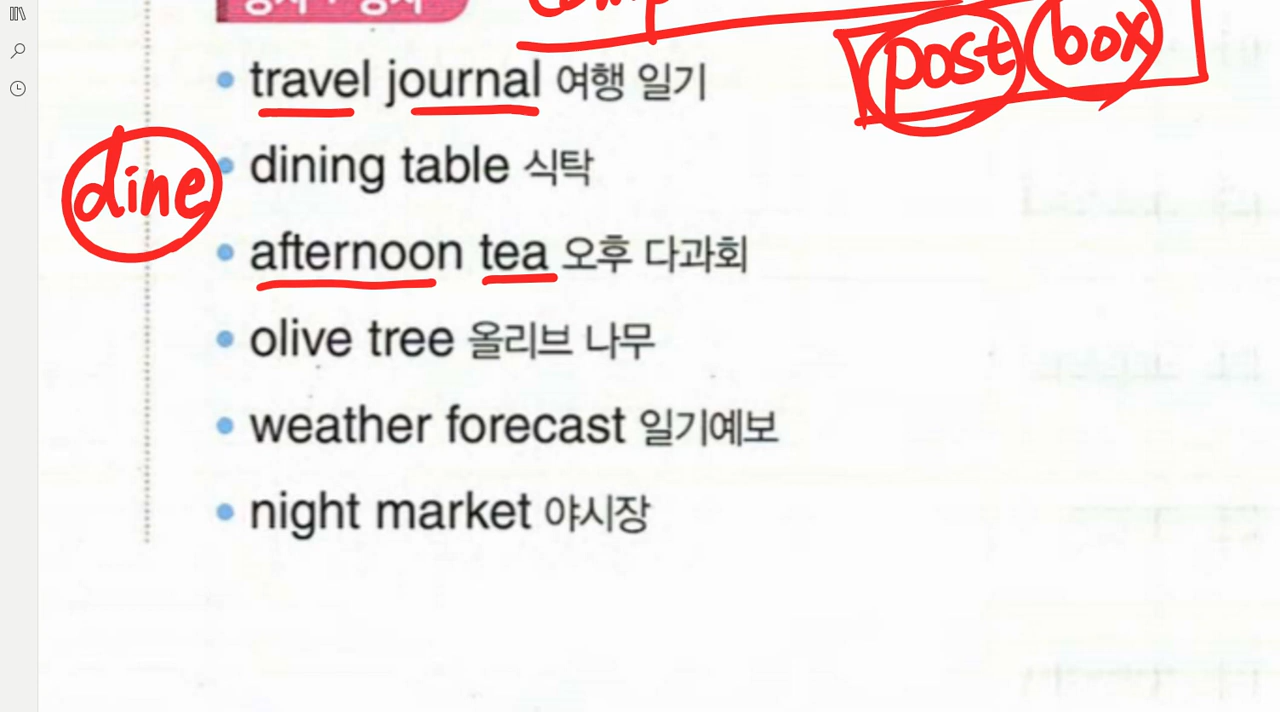 post box
travel journal 여행 일기
dine
dining table 식탁
afternoon tea 오후 다과회
olive tree 올리브 나무
weather forecast 일기예보
night market 야시장